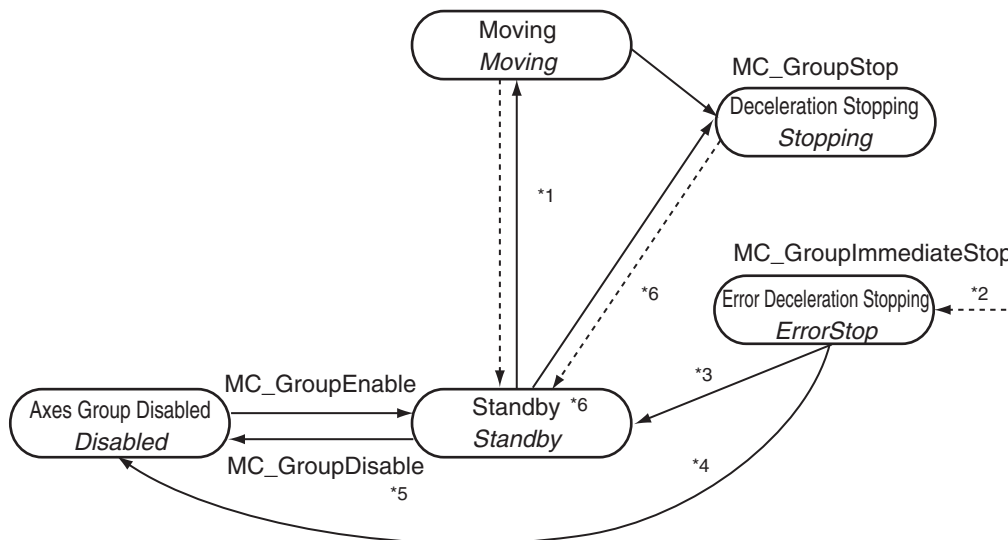 Moving
Moving
MC_GroupStop
Deceleration Stopping
Stopping
*1
MC_GroupImmediateStop
*6
Error Deceleration Stopping
ErrorStop
*2
*3
MC_GroupEnable
Axes Group Disabled
Disabled
Standby *6
Standby
MC_GroupDisable
*5
*4